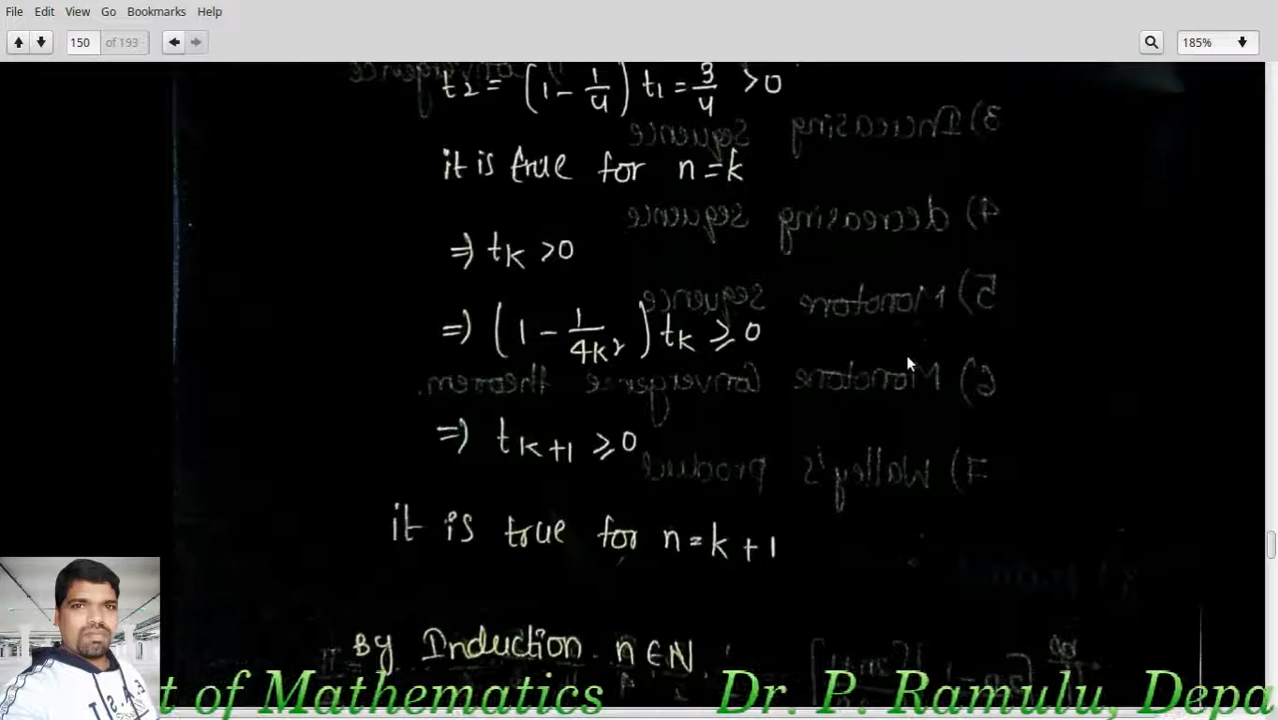 File Edit View Go Bookmarks Help
150 of 193 185%
t2 = (1 - 1/4) t1 = 3/4 >0
3) Increasing sequence
it is true for n=k
4) decreasing sequence
=> tk >0
5) Monotone sequence
=> (1 - 1/4k²) tk ≥ 0
6) Monotone Convergence theorem.
=> tk+1 ≥ 0
7) Walley's product
it is true for n=k+1
By Induction n∈N
t of Mathematics Dr. P. Ramulu, Depa